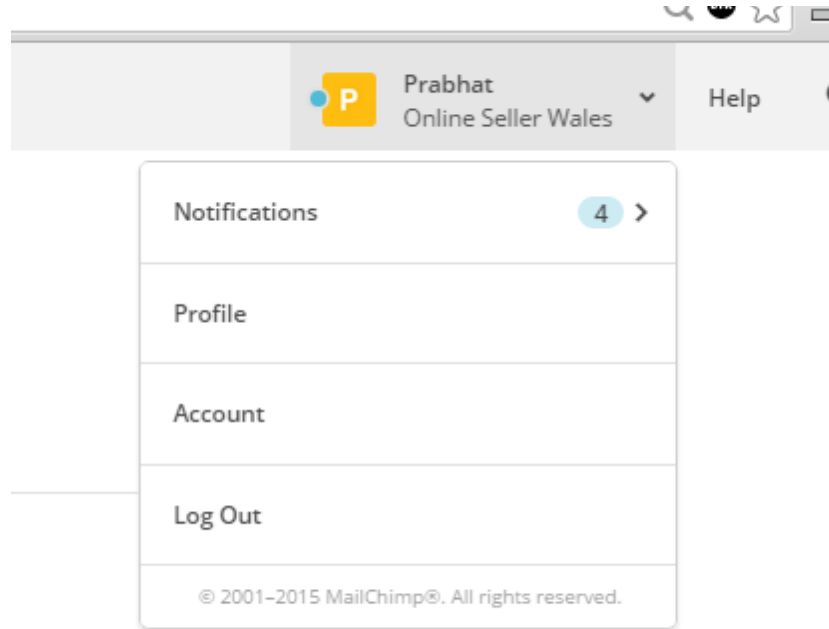 P
Prabhat
Online Seller Wales
Help
Notifications 4
Profile
Account
Log Out
© 2001–2015 MailChimp®. All rights reserved.